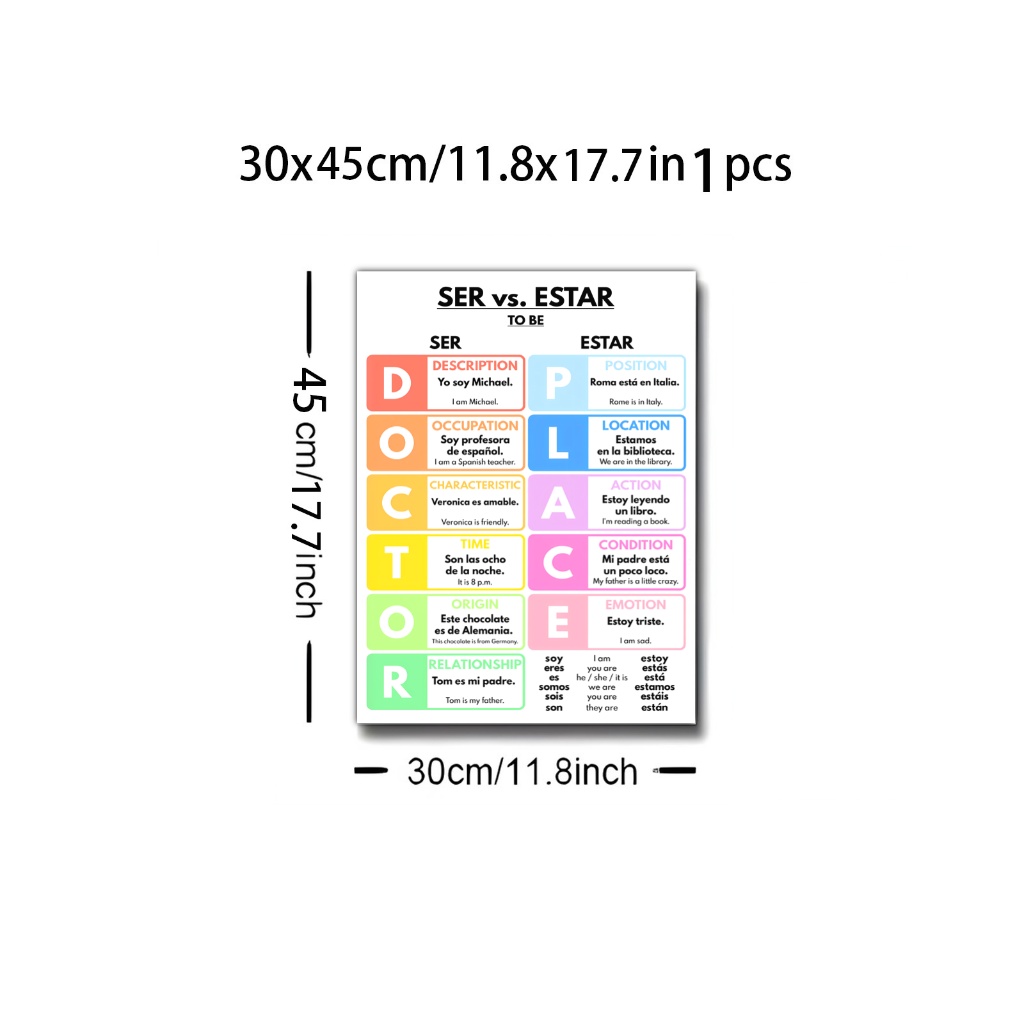 30x45cm/11.8x17.7in 1 pcs
45 cm/17.7inch
SER vs. ESTAR
TO BE
SER
D
DESCRIPTION
Yo soy Michael.
I am Michael.
O
OCCUPATION
Soy profesora
de español.
I am a Spanish teacher.
C
CHARACTERISTIC
Veronica es amable.
Veronica is friendly.
T
TIME
Son las ocho
de la noche.
It is 8 p.m.
O
ORIGIN
Este chocolate
es de Alemania.
This chocolate is from Germany.
R
RELATIONSHIP
Tom es mi padre.
Tom is my father.
ESTAR
P
POSITION
Roma está en Italia.
Rome is in Italy.
L
LOCATION
Estamos
en la biblioteca.
We are in the library.
A
ACTION
Estoy leyendo
un libro.
I'm reading a book.
C
CONDITION
Mi padre está
un poco loco.
My father is a little crazy.
E
EMOTION
Estoy triste.
I am sad.
soy I am estoy
eres you are estás
es he / she / it is está
somos we are estamos
sois you are estáis
son they are están
30cm/11.8inch